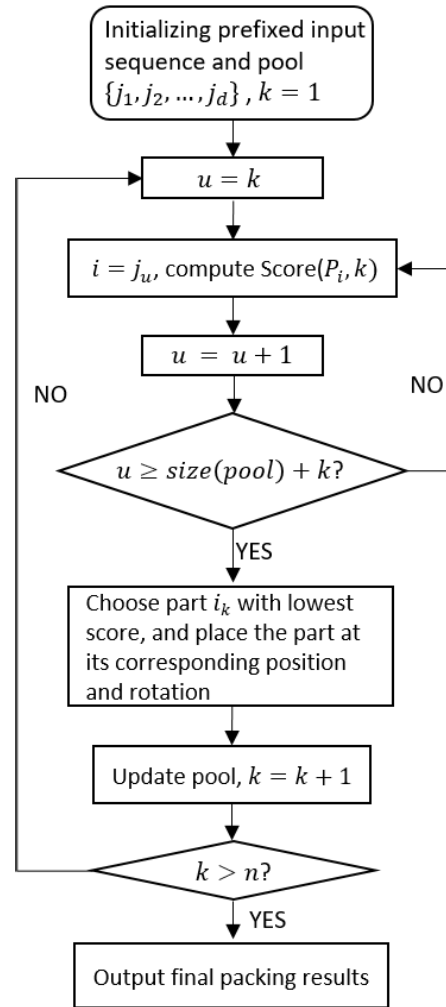 Initializing prefixed input
sequence and pool
{j₁, j₂, ..., j_d} , k = 1
u = k
i = j_u, compute Score(P_i, k)
u = u + 1
NO
NO
u ≥ size(pool) + k?
YES
Choose part i_k with lowest
score, and place the part at
its corresponding position
and rotation
Update pool, k = k + 1
k > n?
YES
Output final packing results